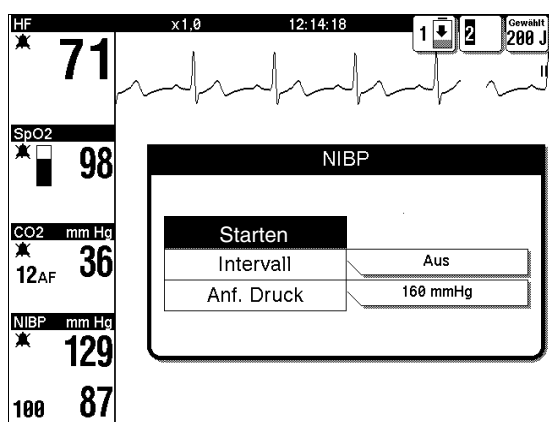 HF x1,0 12:14:18 1 2 Gewählt
200 J
71
II
SpO2
98
NIBP
CO2 mm Hg
36
12AF
Starten
Intervall Aus
Anf. Druck 160 mmHg
NIBP mm Hg
129
100 87